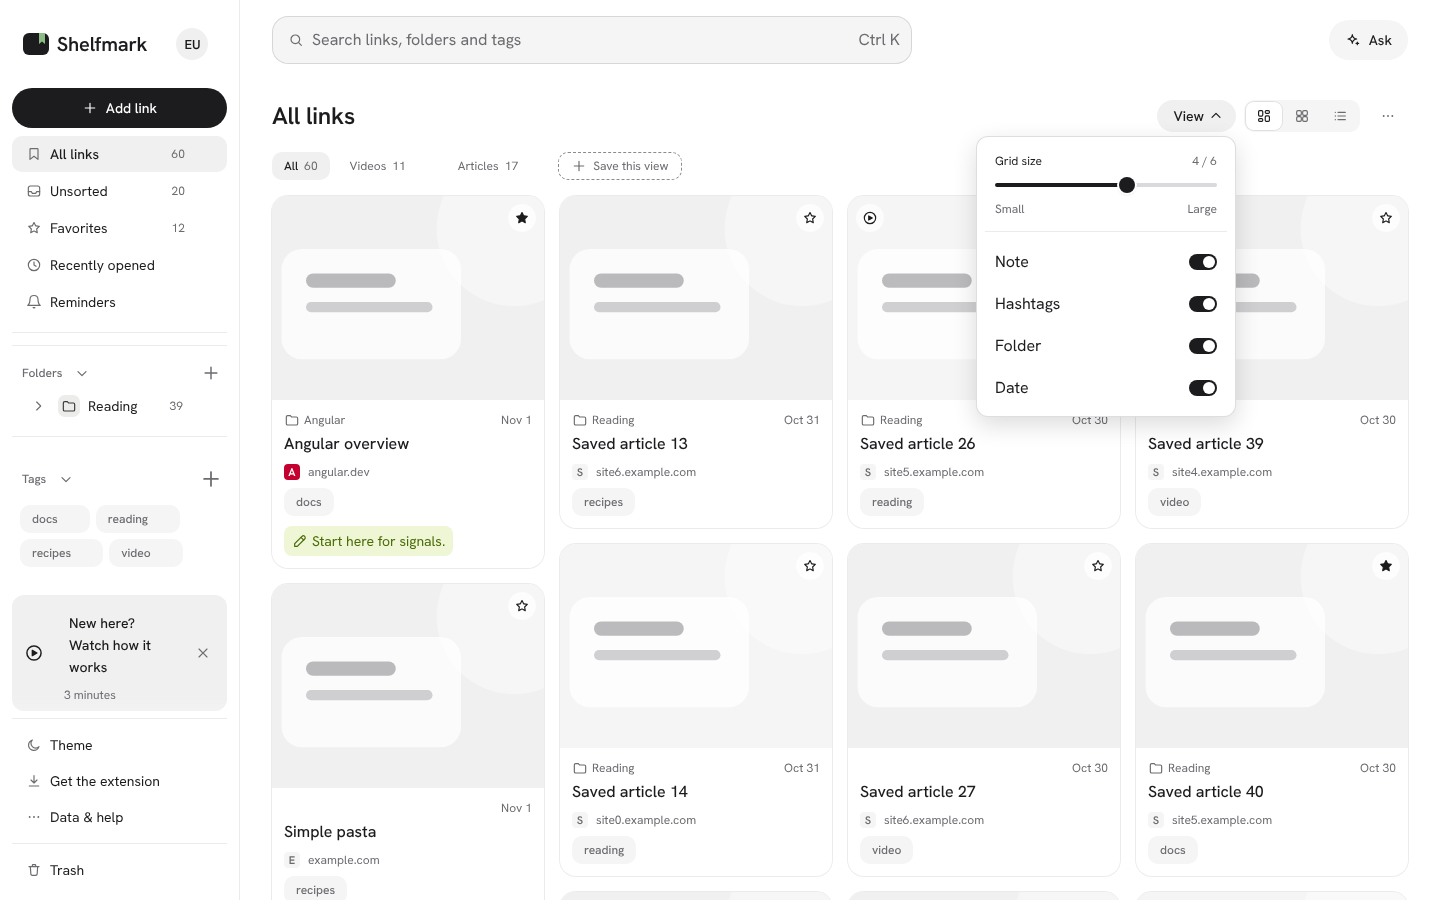 Shelfmark
EU
Add link
All links 60
Unsorted 20
Favorites 12
Recently opened
Reminders
Folders
Reading 39
Tags
docs
reading
recipes
video
New here?
Watch how it
works
3 minutes
Theme
Get the extension
Data & help
Trash
Search links, folders and tags Ctrl K
Ask
All links
View
All 60
Videos 11
Articles 17
Save this view
Grid size 4 / 6
Small Large
Note
Hashtags
Folder
Date
Angular Nov 1
Angular overview
A angular.dev
docs
Start here for signals.
Reading Oct 31
Saved article 13
S site6.example.com
recipes
Reading Oct 30
Saved article 26
S site5.example.com
reading
Oct 30
Saved article 39
S site4.example.com
video
Nov 1
Simple pasta
E example.com
recipes
Reading Oct 31
Saved article 14
S site0.example.com
reading
Oct 30
Saved article 27
S site6.example.com
video
Reading Oct 30
Saved article 40
S site5.example.com
docs